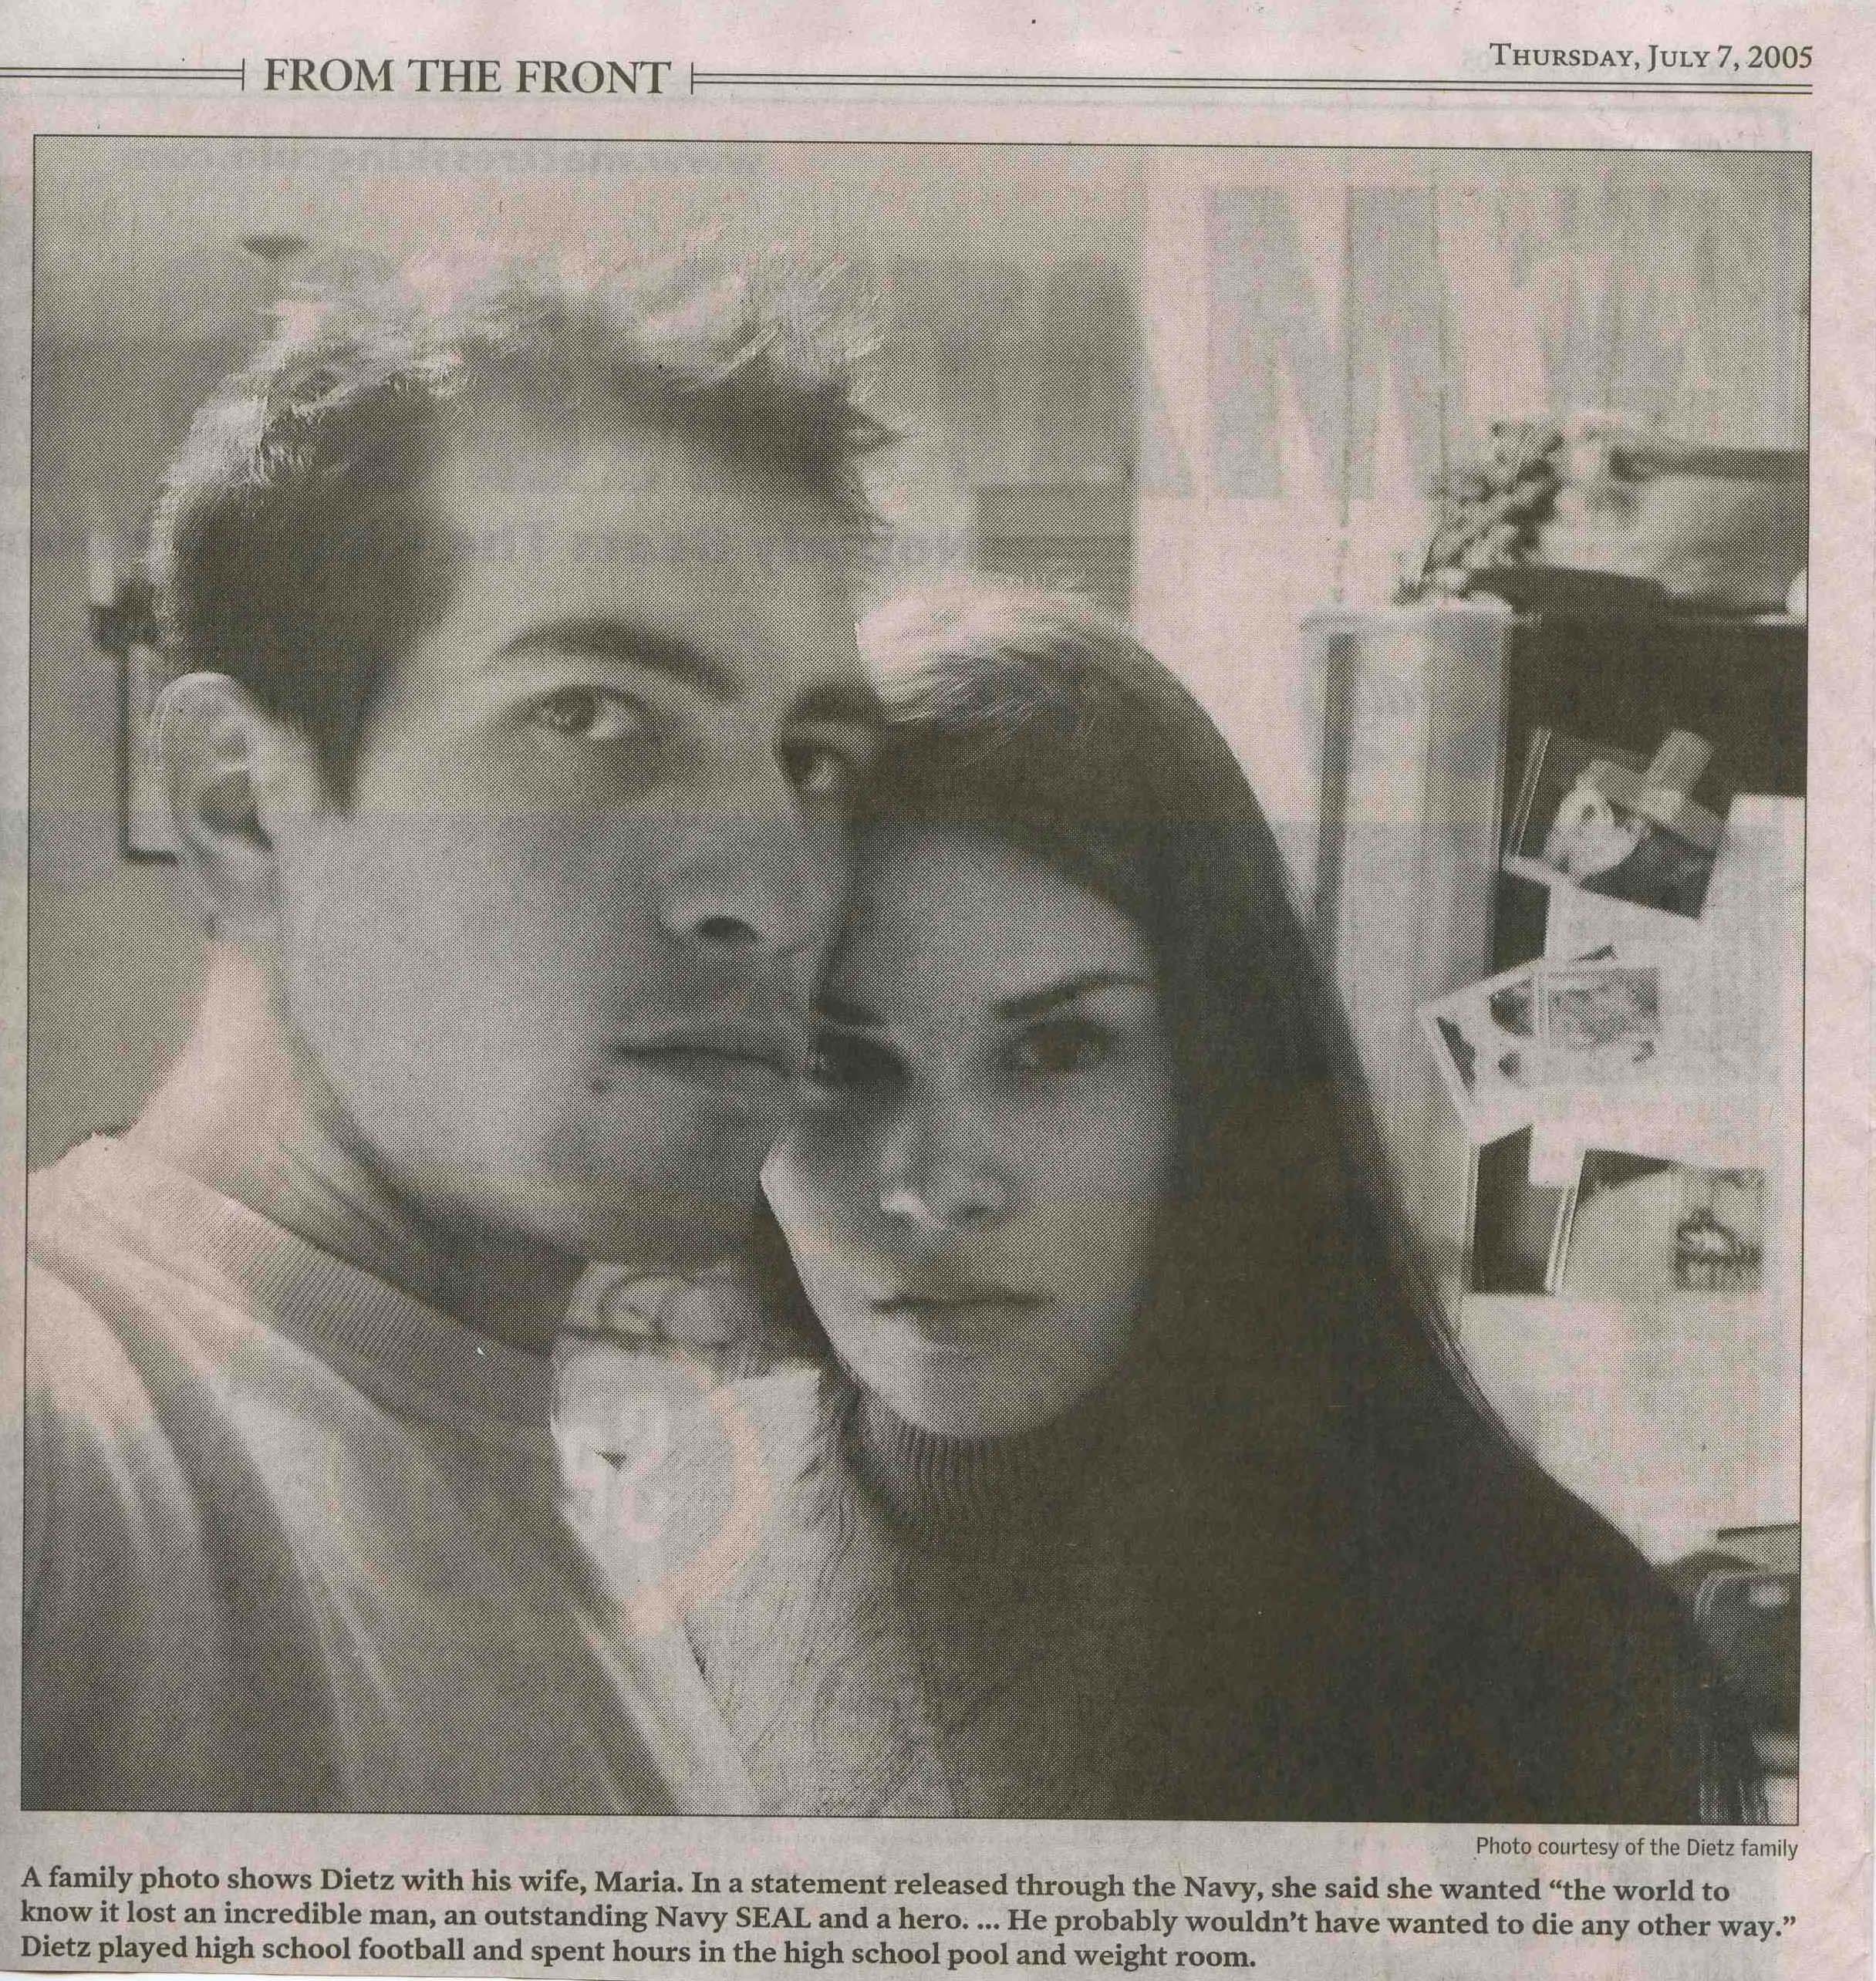 FROM THE FRONT
THURSDAY, JULY 7, 2005
Photo courtesy of the Dietz family
A family photo shows Dietz with his wife, Maria. In a statement released through the Navy, she said she wanted “the world to
know it lost an incredible man, an outstanding Navy SEAL and a hero. ... He probably wouldn’t have wanted to die any other way.”
Dietz played high school football and spent hours in the high school pool and weight room.